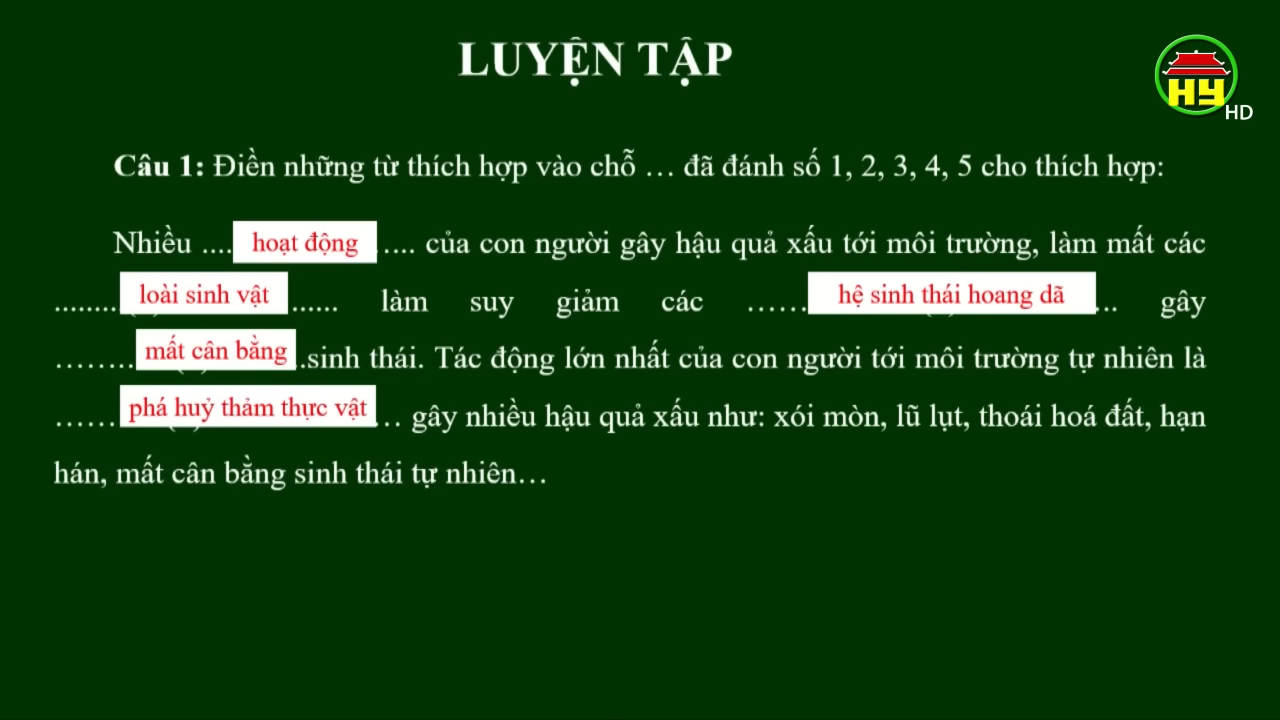 LUYỆN TẬP
HY
HD
Câu 1: Điền những từ thích hợp vào chỗ … đã đánh số 1, 2, 3, 4, 5 cho thích hợp:
Nhiều .... hoạt động .... của con người gây hậu quả xấu tới môi trường, làm mất các
........ loài sinh vật ...... làm suy giảm các …… hệ sinh thái hoang dã ... gây
…….. mất cân bằng .sinh thái. Tác động lớn nhất của con người tới môi trường tự nhiên là
…… phá huỷ thảm thực vật … gây nhiều hậu quả xấu như: xói mòn, lũ lụt, thoái hoá đất, hạn
hán, mất cân bằng sinh thái tự nhiên…